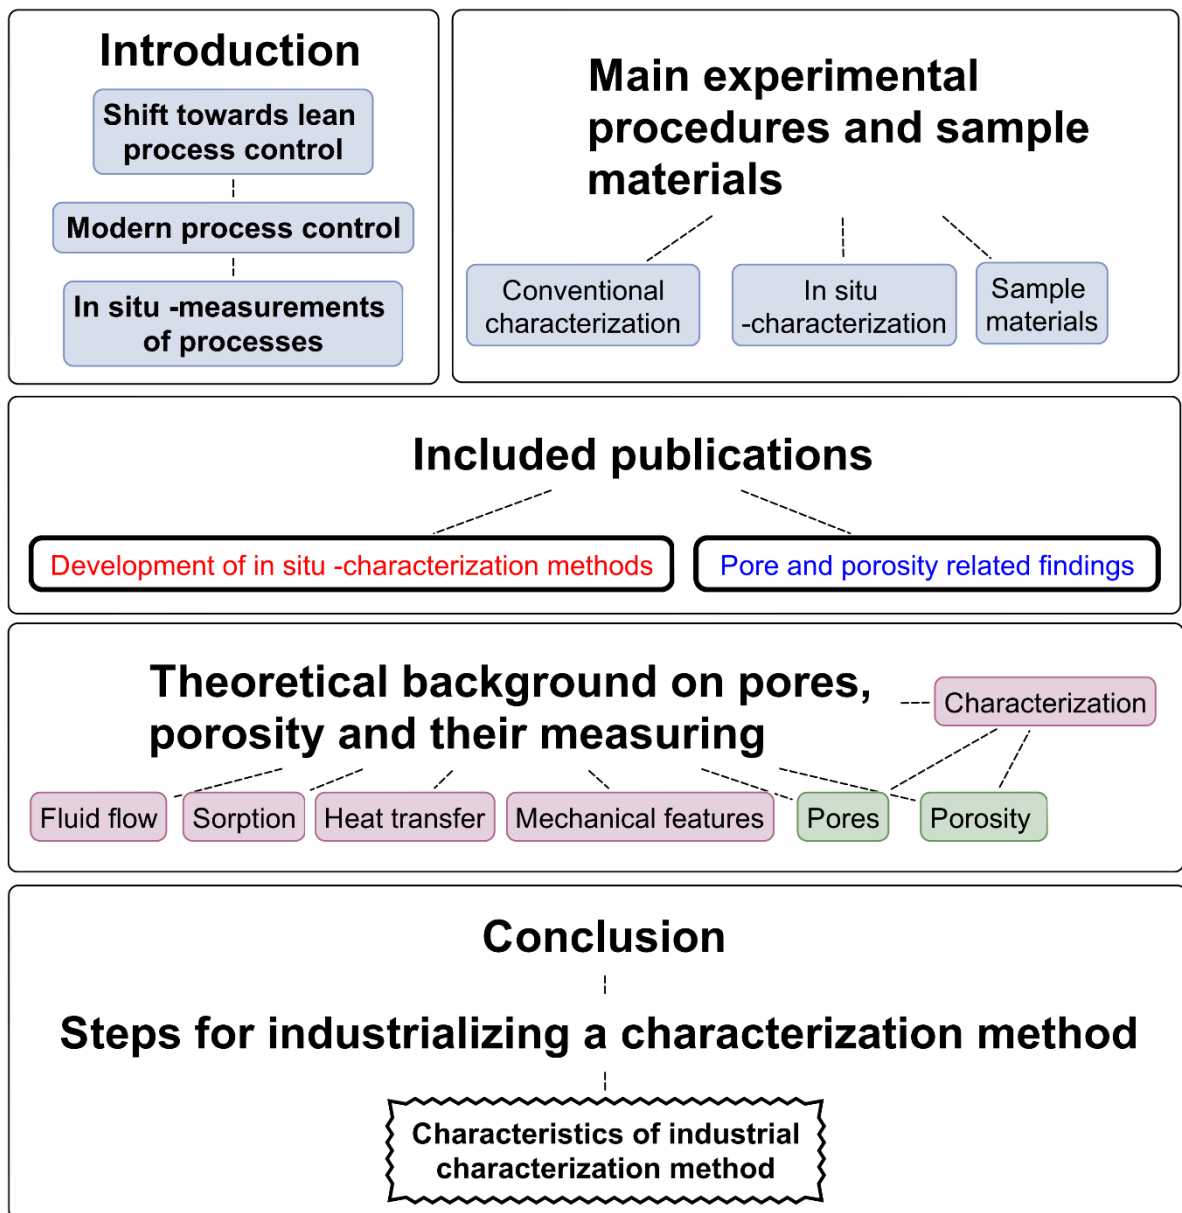 Introduction
Shift towards lean
process control
Modern process control
In situ -measurements
of processes
Main experimental
procedures and sample
materials
Conventional
characterization
In situ
-characterization
Sample
materials
Included publications
Development of in situ -characterization methods
Pore and porosity related findings
Theoretical background on pores,
porosity and their measuring
Characterization
Fluid flow
Sorption
Heat transfer
Mechanical features
Pores
Porosity
Conclusion
Steps for industrializing a characterization method
Characteristics of industrial
characterization method